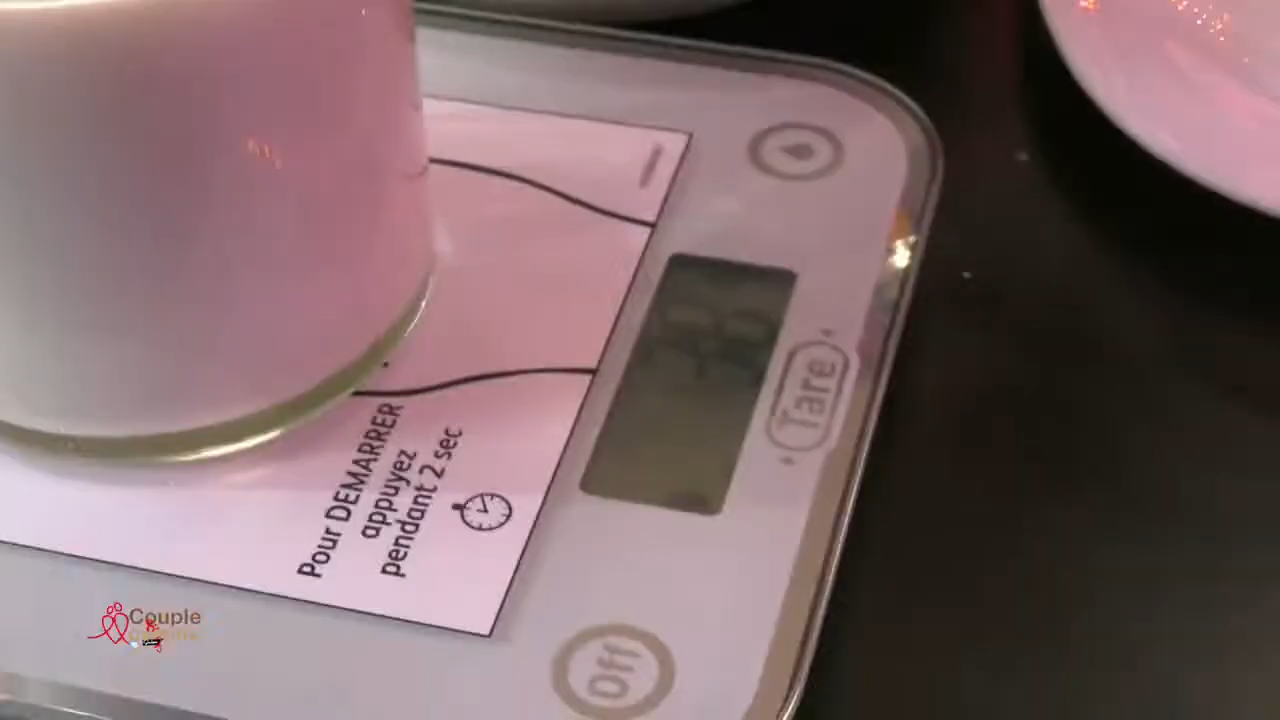 Pour DEMARRER
appuyez
pendant 2 sec
Tare
Off
Couple